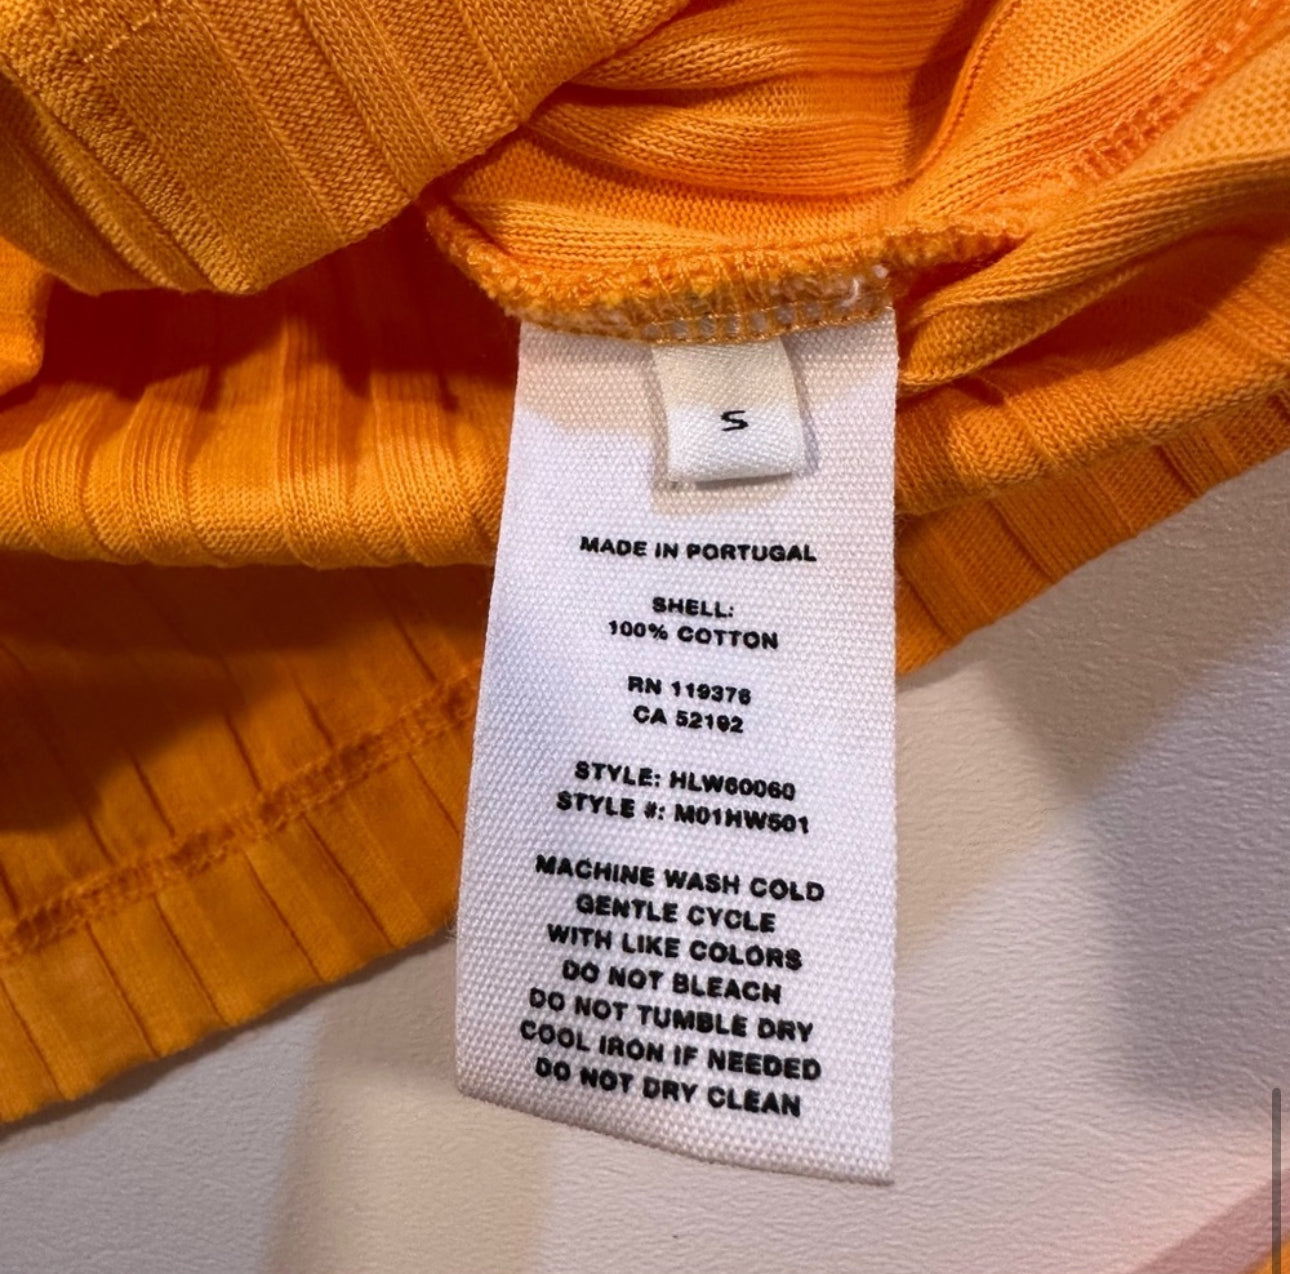 S
MADE IN PORTUGAL
SHELL:
100% COTTON
RN 119376
CA 52192
STYLE: HLW60060
STYLE #: M01HW501
MACHINE WASH COLD
GENTLE CYCLE
WITH LIKE COLORS
DO NOT BLEACH
DO NOT TUMBLE DRY
COOL IRON IF NEEDED
DO NOT DRY CLEAN